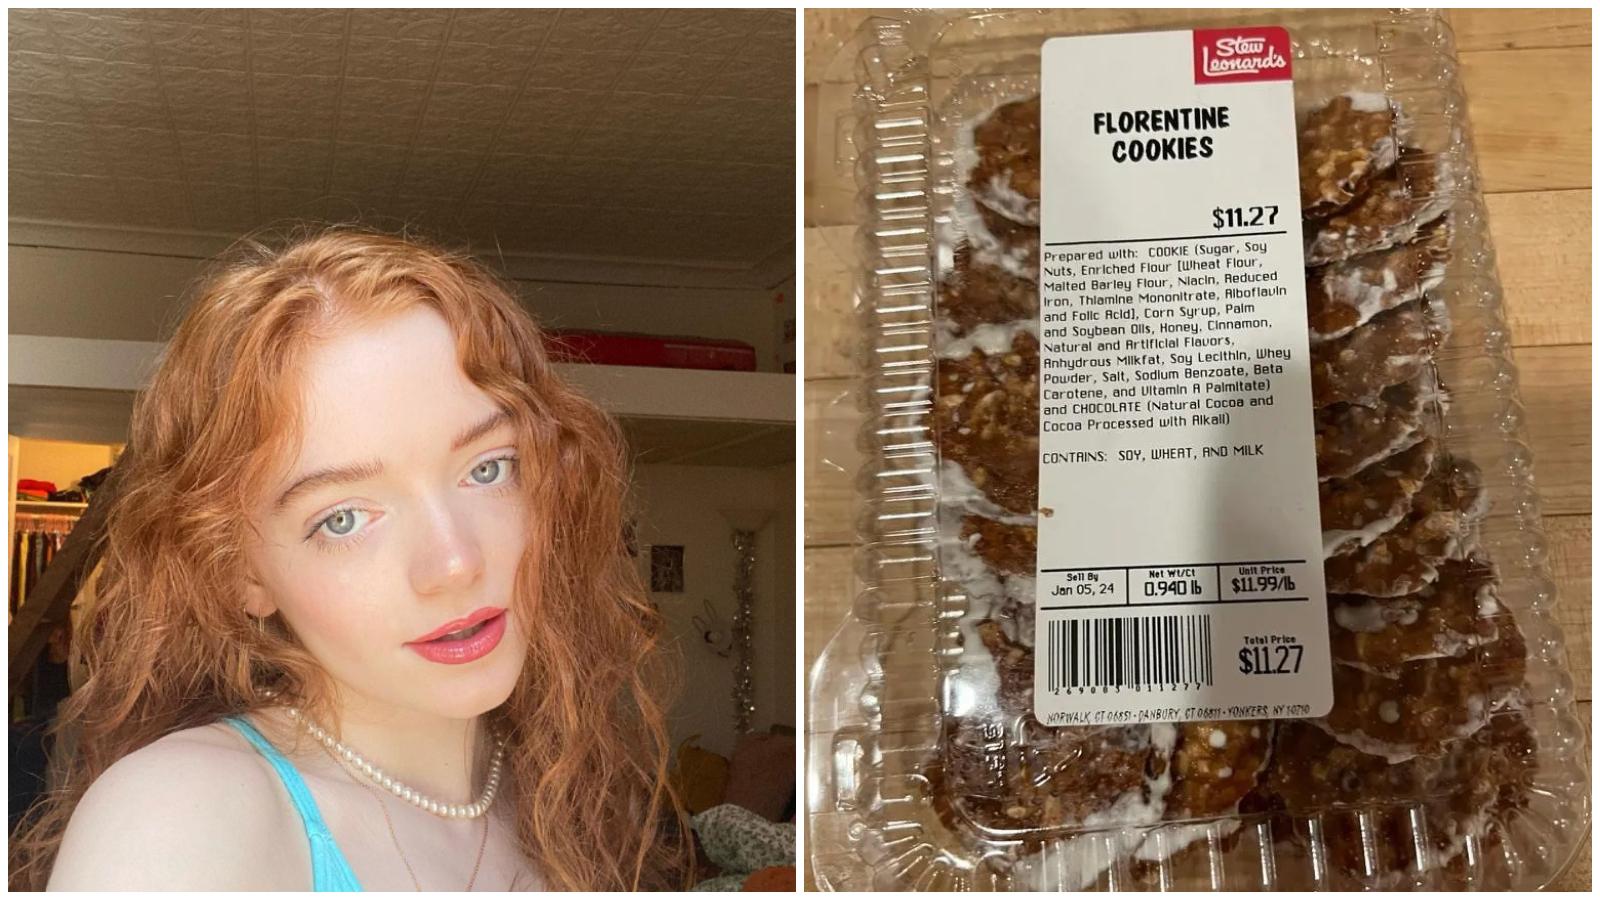 Stew
Leonard's
FLORENTINE
COOKIES
$11.27
Prepared with: COOKIE (Sugar, Soy
Nuts, Enriched Flour [Wheat Flour,
Malted Barley Flour, Niacin, Reduced
Iron, Thiamine Mononitrate, Riboflavin
and Folic Acid], Corn Syrup, Palm
and Soybean Oils, Honey, Cinnamon,
Natural and Artificial Flavors,
Anhydrous Milkfat, Soy Lecithin, Whey
Powder, Salt, Sodium Benzoate, Beta
Carotene, and Vitamin A Palmitate)
and CHOCOLATE (Natural Cocoa and
Cocoa Processed with Alkali)
CONTAINS: SOY, WHEAT, AND MILK
Sell By
Jan 05, 24
Net Wt/Ct
0.940 lb
Unit Price
$11.99/lb
Total Price
$11.27
2 69003 011277
NORWALK, CT 06851 • DANBURY, CT 06811 • YONKERS, NY 10710